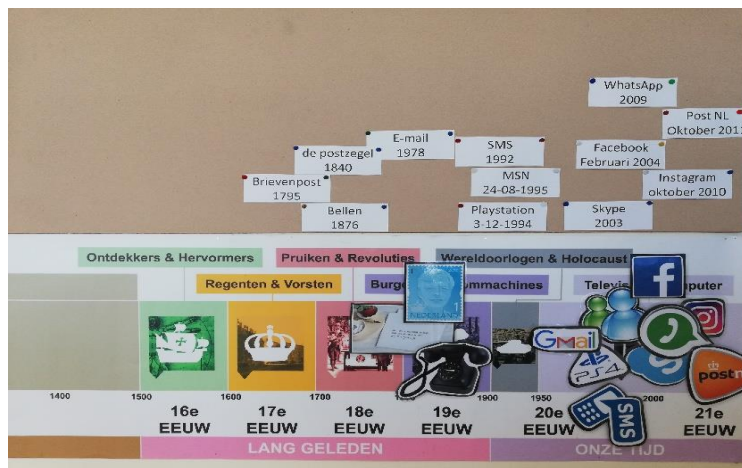 WhatsApp
2009
Post NL
Oktober 2011
E-mail
1978
SMS
1992
Facebook
Februari 2004
de postzegel
1840
MSN
24-08-1995
Instagram
oktober 2010
Brievenpost
1795
Bellen
1876
Playstation
3-12-1994
Skype
2003
Ontdekkers & Hervormers
Pruiken & Revoluties
Wereldoorlogen & Holocaust
Regenten & Vorsten
NEDERLAND
1
Gmail
PS4
SMS
1400
1500
1600
1700
1900
2000
16e
EEUW
17e
EEUW
18e
EEUW
19e
EEUW
20e
EEUW
21e
EEUW
LANG GELEDEN
ONZE TIJD